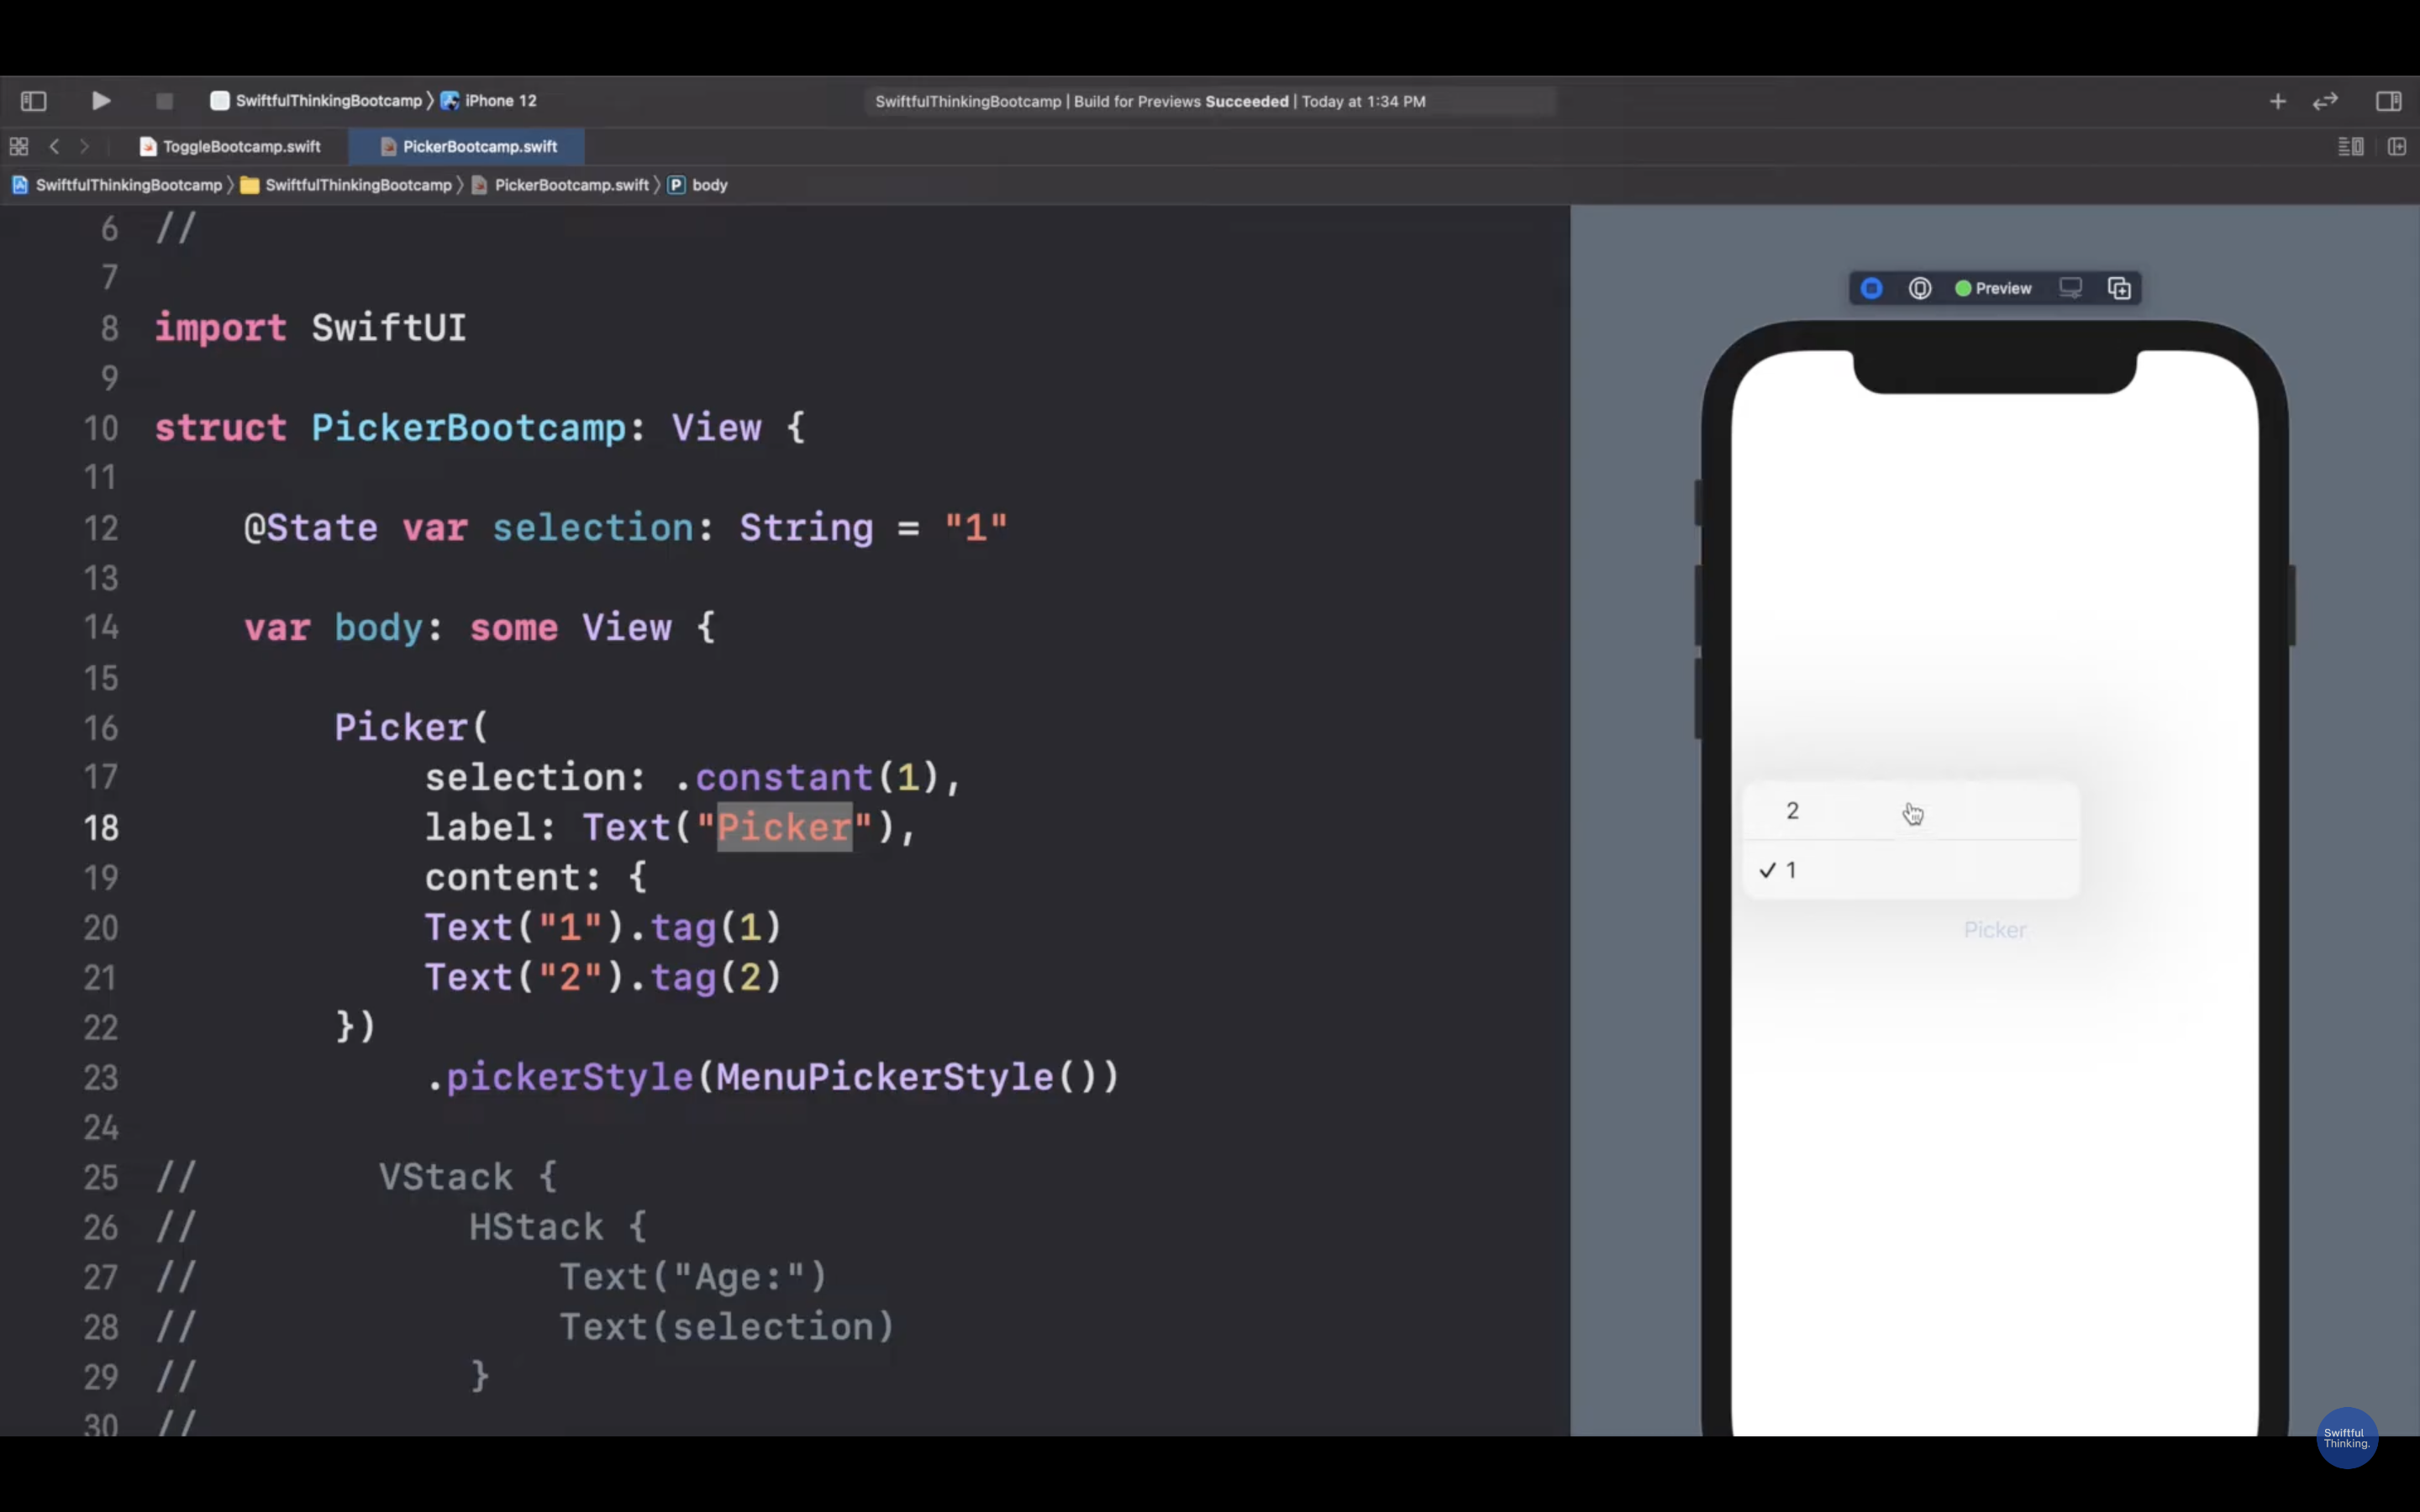 SwiftfulThinkingBootcamp 〉 iPhone 12
SwiftfulThinkingBootcamp | Build for Previews Succeeded | Today at 1:34 PM
ToggleBootcamp.swift
PickerBootcamp.swift
SwiftfulThinkingBootcamp 〉 SwiftfulThinkingBootcamp 〉 PickerBootcamp.swift 〉 P body
6 //
7
8 import SwiftUI
9
10 struct PickerBootcamp: View {
11
12     @State var selection: String = "1"
13
14     var body: some View {
15
16         Picker(
17             selection: .constant(1),
18             label: Text("Picker"),
19             content: {
20             Text("1").tag(1)
21             Text("2").tag(2)
22         })
23             .pickerStyle(MenuPickerStyle())
24
25 //        VStack {
26 //            HStack {
27 //                Text("Age:")
28 //                Text(selection)
29 //            }
30 //
Preview
2
✓ 1
Picker
Swiftful
Thinking.